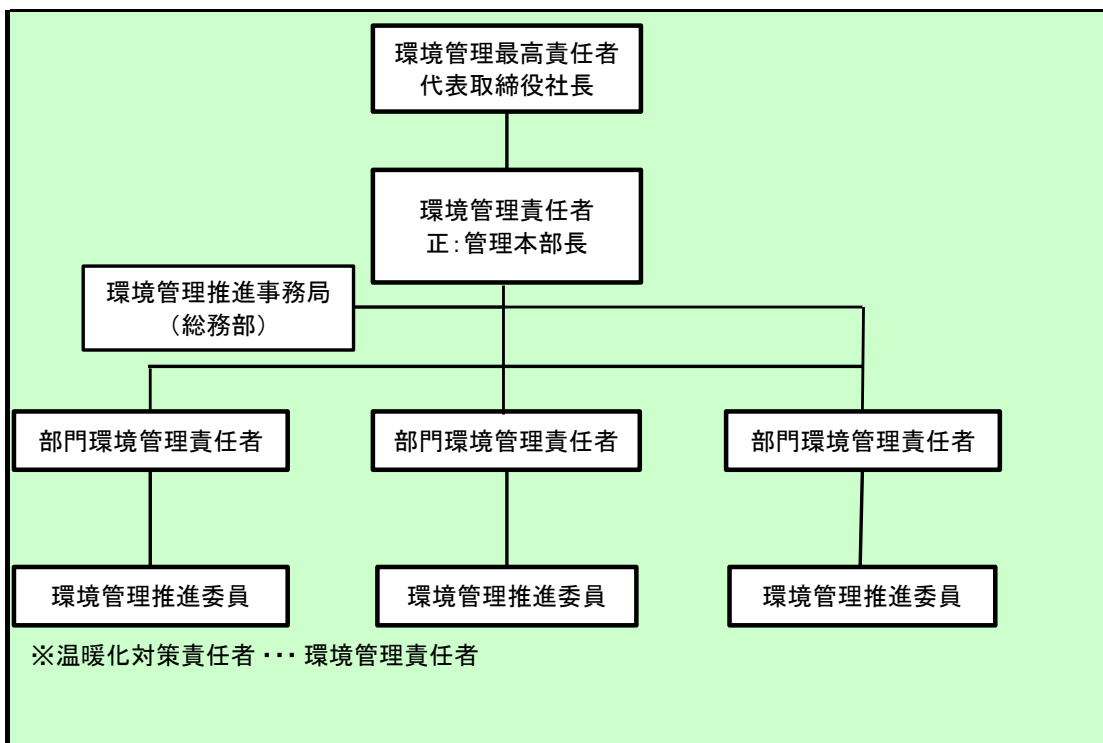 環境管理最高責任者
代表取締役社長
環境管理責任者
正:管理本部長
環境管理推進事務局
（総務部）
部門環境管理責任者
部門環境管理責任者
部門環境管理責任者
環境管理推進委員
環境管理推進委員
環境管理推進委員
※温暖化対策責任者・・・環境管理責任者